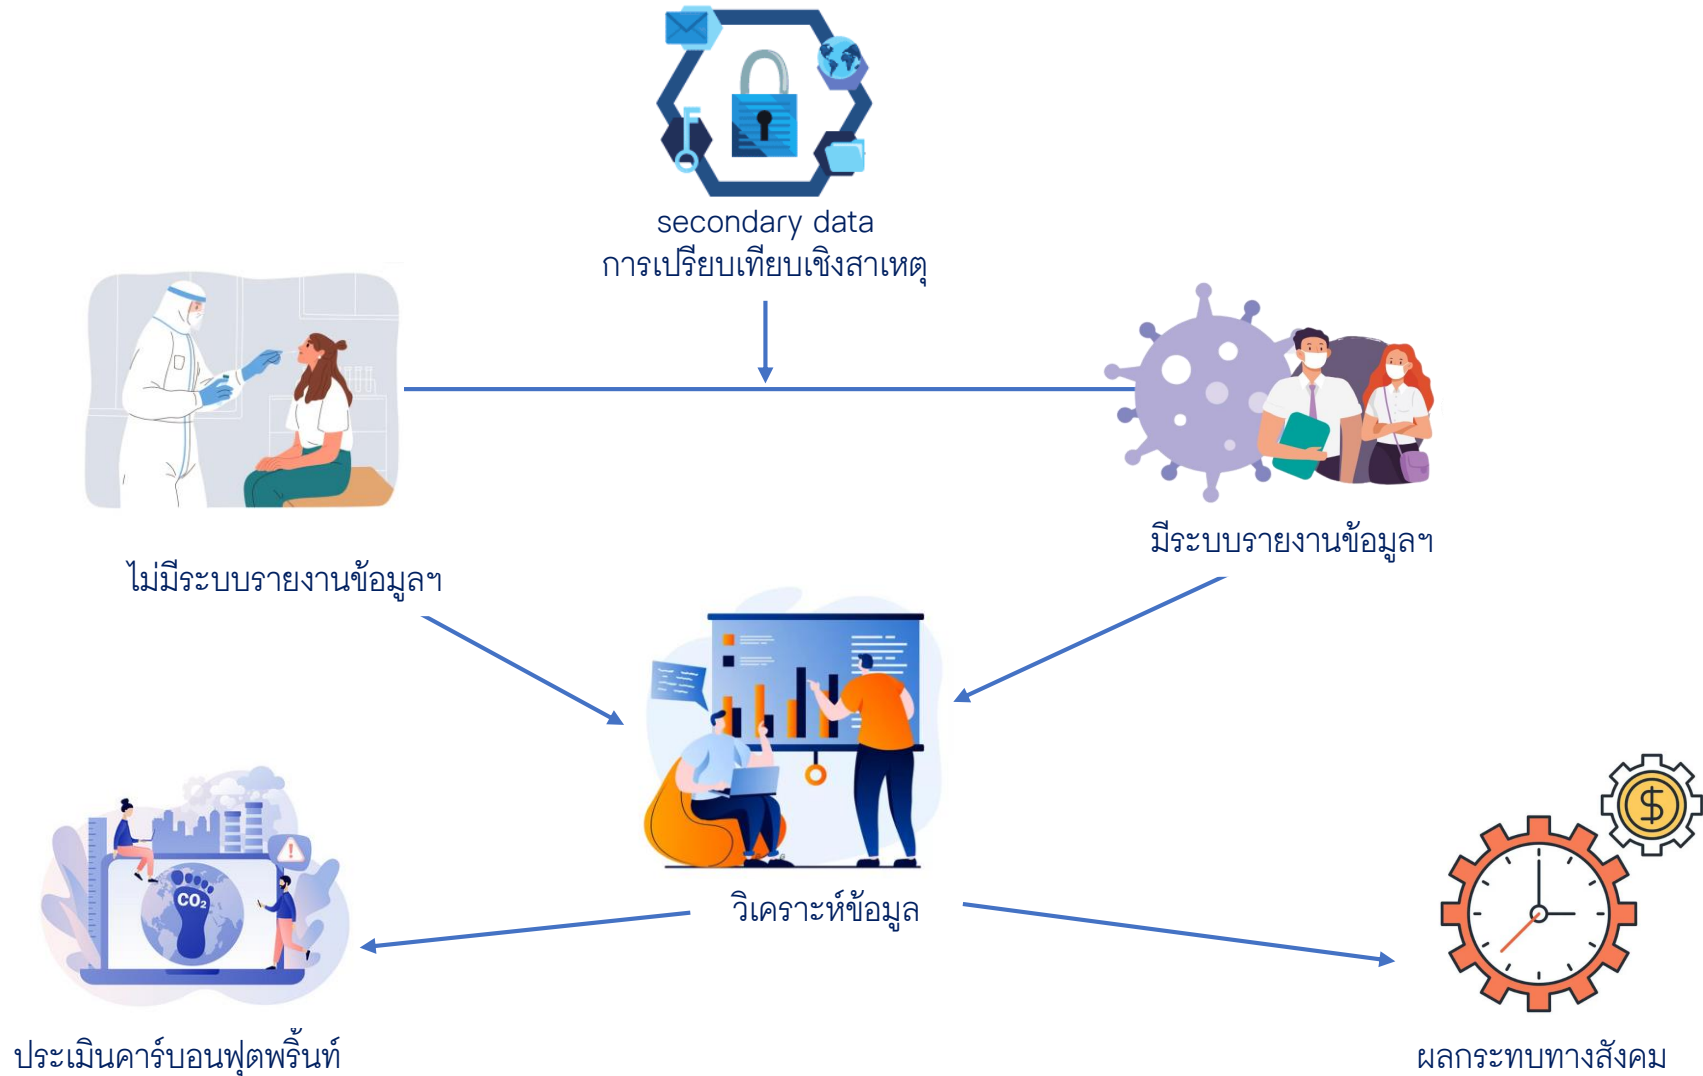 secondary data
การเปรียบเทียบเชิงสาเหตุ
ไม่มีระบบรายงานข้อมูลฯ
มีระบบรายงานข้อมูลฯ
วิเคราะห์ข้อมูล
CO₂
$
ประเมินคาร์บอนฟุตพริ้นท์
ผลกระทบทางสังคม